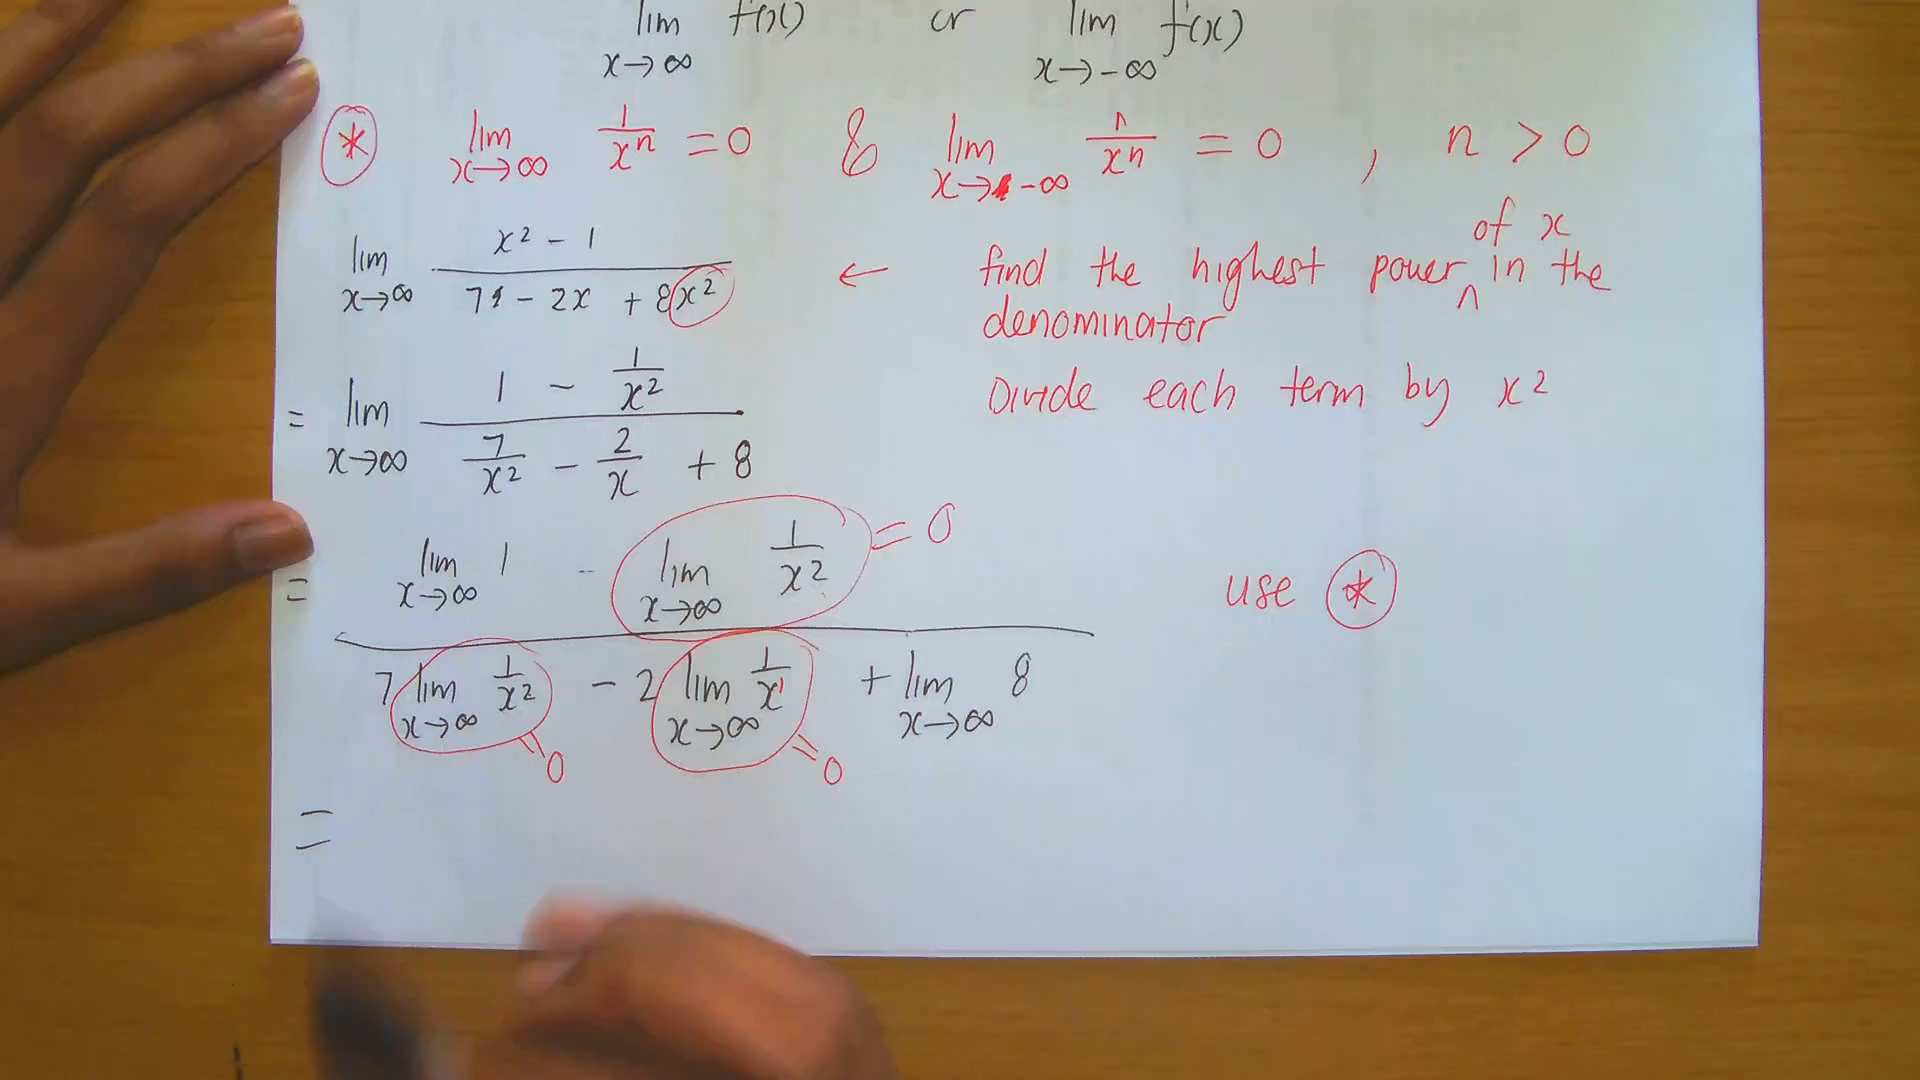 lim x→∞ f(x) or lim x→-∞ f(x)
* lim x→∞ 1/x^n = 0 & lim x→-∞ 1/x^n = 0 , n > 0
lim x→∞ (x² - 1)/(7 - 2x + 8x²) ← find the highest power of x in the
denominator
Divide each term by x²
= lim x→∞ (1 - 1/x²)/(7/x² - 2/x + 8)
= (lim x→∞ 1 - lim x→∞ 1/x² = 0)/(7 lim x→∞ 1/x² = 0 - 2 lim x→∞ 1/x¹ = 0 + lim x→∞ 8) use *
=